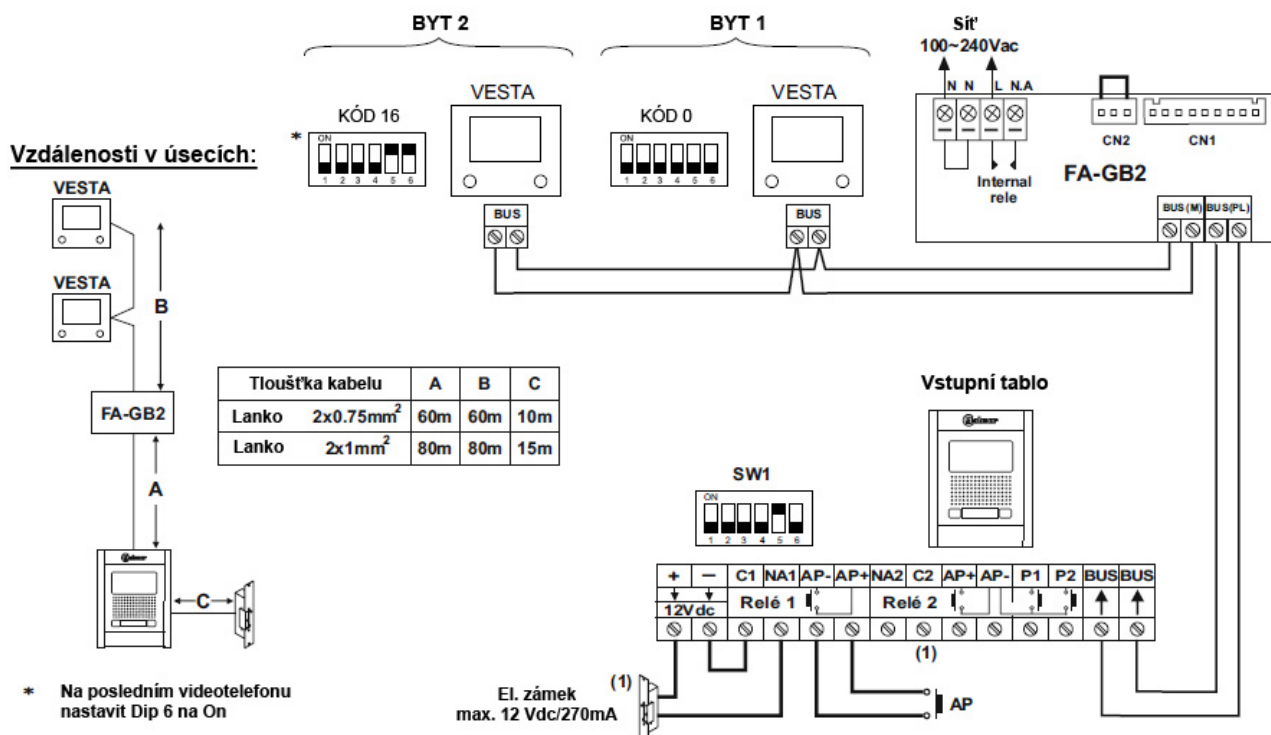 BYT 2
BYT 1
Síť
100~240Vac
N N L N.A
CN2
CN1
Internal
rele
FA-GB2
BUS(M) BUS(PL)
VESTA
VESTA
KÓD 16
KÓD 0
*
ON
1 2 3 4 5 6
ON
1 2 3 4 5 6
BUS
BUS
Vzdálenosti v úsecích:
VESTA
VESTA
B
FA-GB2
A
C
Tloušťka kabelu A B C
Lanko 2x0.75mm² 60m 60m 10m
Lanko 2x1mm² 80m 80m 15m
Vstupní tablo
Golmar
SW1
ON
1 2 3 4 5 6
+ — C1 NA1 AP- AP+ NA2 C2 AP+ AP- P1 P2 BUS BUS
12Vdc Relé 1 Relé 2
(1)
(1)
El. zámek
max. 12 Vdc/270mA
AP
* Na posledním videotelefonu
nastavit Dip 6 na On